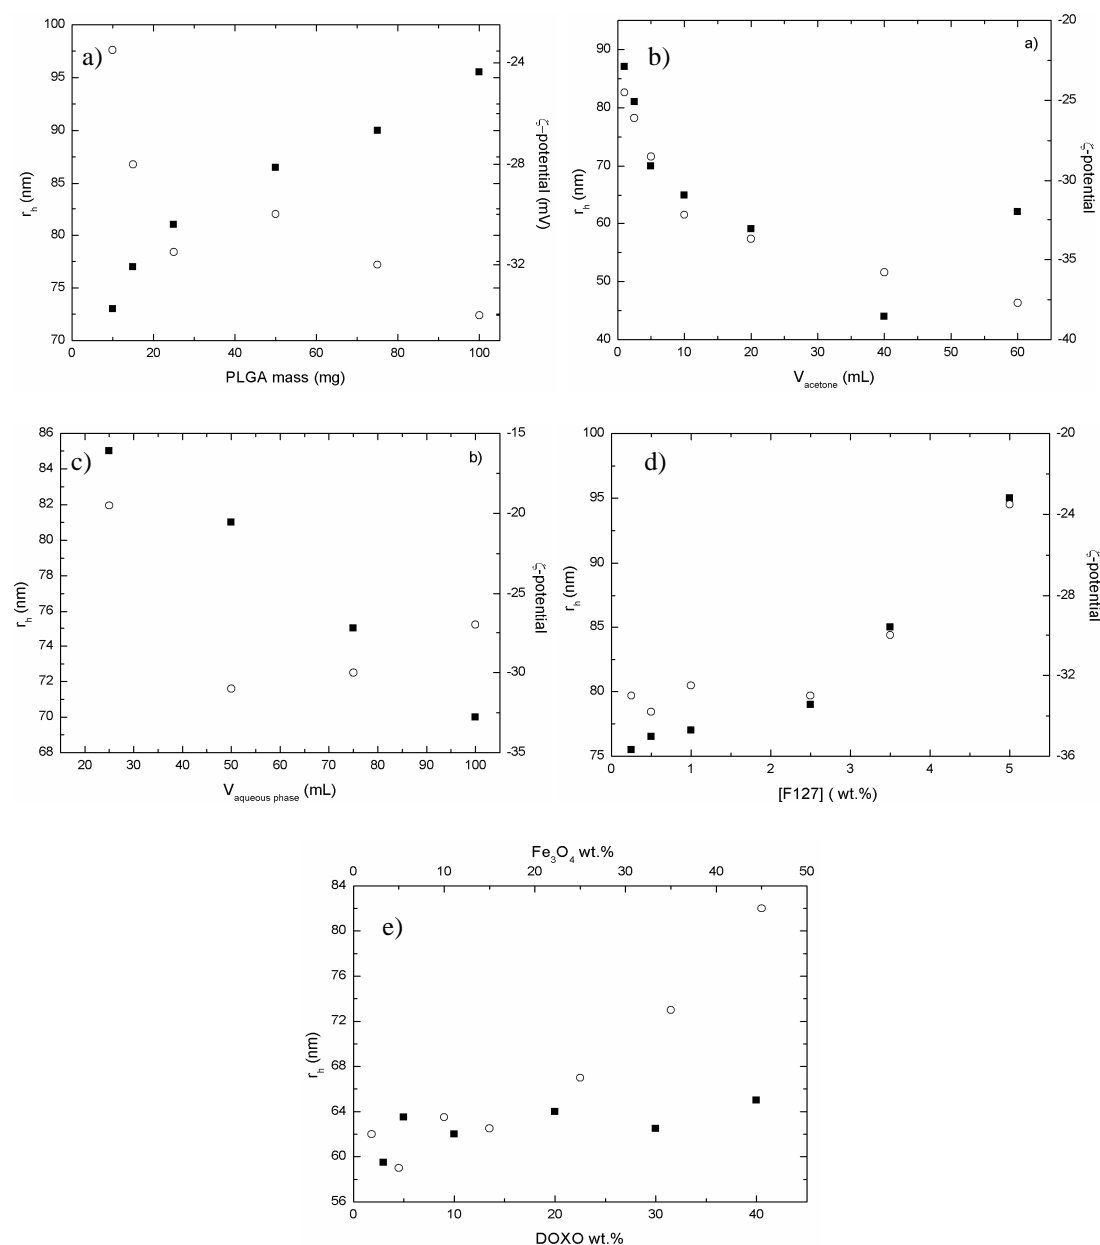 a)
100
95
90
85
80
75
70
r_h (nm)
-24
-28
-32
ζ-potential (mV)
0 20 40 60 80 100
PLGA mass (mg)
b)
a)
90
80
70
60
50
40
r_h (nm)
-20
-25
-30
-35
-40
ζ-potential
0 10 20 30 40 50 60
V_acetone (mL)
c)
b)
86
84
82
80
78
76
74
72
70
68
r_h (nm)
-15
-20
-25
-30
-35
ζ-potential
20 30 40 50 60 70 80 90 100
V_aqueous phase (mL)
d)
100
95
90
85
80
75
r_h (nm)
-20
-24
-28
-32
-36
ζ-potential
0 1 2 3 4 5
[F127] ( wt.%)
Fe₃O₄ wt.%
0 10 20 30 40 50
e)
84
82
76
72
68
64
60
56
r_h (nm)
0 10 20 30 40
DOXO wt.%